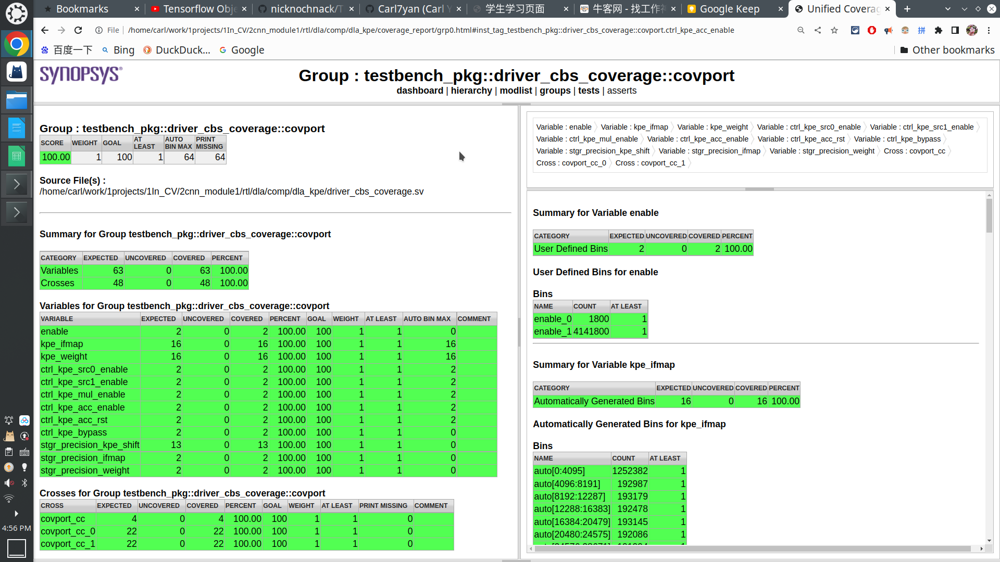 Bookmarks
Tensorflow Obje
nicknochnack/T
Carl7yan (Carl Y
学生学习页面
牛客网 - 找工作神
Google Keep
Unified Coverag
File
/home/carl/work/1projects/1In_CV/2cnn_module1/rtl/dla/comp/dla_kpe/coverage_report/grp0.html#inst_tag_testbench_pkg::driver_cbs_coverage::covport.ctrl_kpe_acc_enable
百度一下 Bing DuckDuck... Google Other bookmarks
SYNOPSYS®
Group : testbench_pkg::driver_cbs_coverage::covport
dashboard | hierarchy | modlist | groups | tests | asserts
Group : testbench_pkg::driver_cbs_coverage::covport
SCORE WEIGHT GOAL AT LEAST AUTO BIN MAX PRINT MISSING
100.00 1 100 1 64 64
Source File(s) :
/home/carl/work/1projects/1In_CV/2cnn_module1/rtl/dla/comp/dla_kpe/driver_cbs_coverage.sv
Summary for Group testbench_pkg::driver_cbs_coverage::covport
CATEGORY EXPECTED UNCOVERED COVERED PERCENT
Variables 63 0 63 100.00
Crosses 48 0 48 100.00
Variables for Group testbench_pkg::driver_cbs_coverage::covport
VARIABLE EXPECTED UNCOVERED COVERED PERCENT GOAL WEIGHT AT LEAST AUTO BIN MAX COMMENT
enable 2 0 2 100.00 100 1 1 0
kpe_ifmap 16 0 16 100.00 100 1 1 16
kpe_weight 16 0 16 100.00 100 1 1 16
ctrl_kpe_src0_enable 2 0 2 100.00 100 1 1 2
ctrl_kpe_src1_enable 2 0 2 100.00 100 1 1 2
ctrl_kpe_mul_enable 2 0 2 100.00 100 1 1 2
ctrl_kpe_acc_enable 2 0 2 100.00 100 1 1 2
ctrl_kpe_acc_rst 2 0 2 100.00 100 1 1 2
ctrl_kpe_bypass 2 0 2 100.00 100 1 1 0
stgr_precision_kpe_shift 13 0 13 100.00 100 1 1 0
stgr_precision_ifmap 2 0 2 100.00 100 1 1 0
stgr_precision_weight 2 0 2 100.00 100 1 1 0
Crosses for Group testbench_pkg::driver_cbs_coverage::covport
CROSS EXPECTED UNCOVERED COVERED PERCENT GOAL WEIGHT AT LEAST PRINT MISSING COMMENT
covport_cc 4 0 4 100.00 100 1 1 0
covport_cc_0 22 0 22 100.00 100 1 1 0
covport_cc_1 22 0 22 100.00 100 1 1 0
Variable : enable Variable : kpe_ifmap Variable : kpe_weight Variable : ctrl_kpe_src0_enable Variable : ctrl_kpe_src1_enable
Variable : ctrl_kpe_mul_enable Variable : ctrl_kpe_acc_enable Variable : ctrl_kpe_acc_rst Variable : ctrl_kpe_bypass
Variable : stgr_precision_kpe_shift Variable : stgr_precision_ifmap Variable : stgr_precision_weight Cross : covport_cc
Cross : covport_cc_0 Cross : covport_cc_1
Summary for Variable enable
CATEGORY EXPECTED UNCOVERED COVERED PERCENT
User Defined Bins 2 0 2 100.00
User Defined Bins for enable
Bins
NAME COUNT AT LEAST
enable_0 1800 1
enable_1 4141800 1
Summary for Variable kpe_ifmap
CATEGORY EXPECTED UNCOVERED COVERED PERCENT
Automatically Generated Bins 16 0 16 100.00
Automatically Generated Bins for kpe_ifmap
Bins
NAME COUNT AT LEAST
auto[0:4095] 1252382 1
auto[4096:8191] 192987 1
auto[8192:12287] 193179 1
auto[12288:16383] 192478 1
auto[16384:20479] 193145 1
auto[20480:24575] 192086 1
4:56 PM